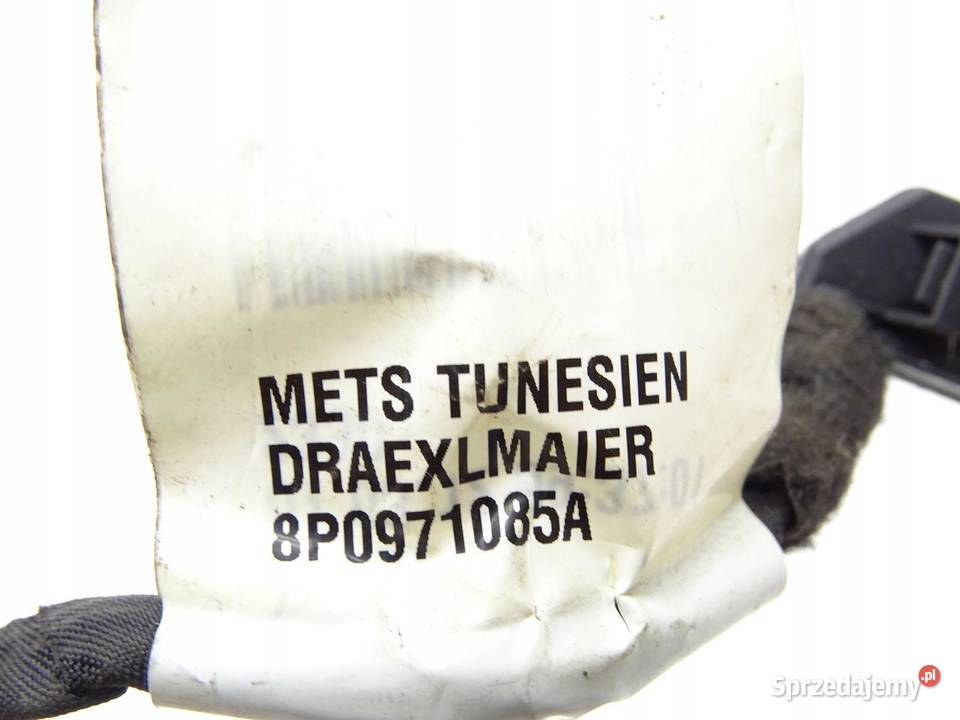 METS TUNESIEN
DRAEXLMAIER
8P0971085A
Sprzedajemy.pl